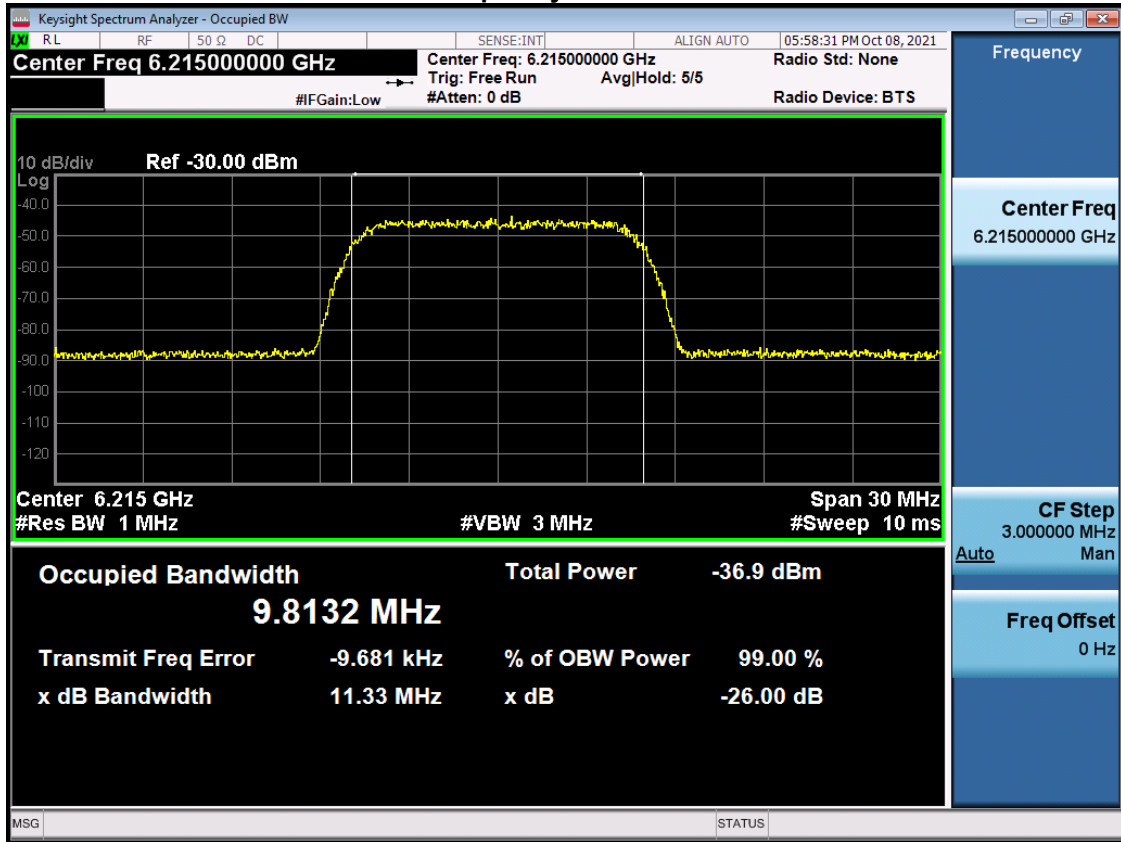 Keysight Spectrum Analyzer - Occupied BW
LXI RL RF 50 Ω DC SENSE:INT ALIGN AUTO 05:58:31 PM Oct 08, 2021
Center Freq 6.215000000 GHz
Center Freq: 6.215000000 GHz
Radio Std: None
Trig: Free Run Avg|Hold: 5/5
#IFGain:Low #Atten: 0 dB Radio Device: BTS
10 dB/div Ref -30.00 dBm
Log
-40.0
-50.0
-60.0
-70.0
-80.0
-90.0
-100
-110
-120
Center 6.215 GHz Span 30 MHz
#Res BW 1 MHz #VBW 3 MHz #Sweep 10 ms
Occupied Bandwidth Total Power -36.9 dBm
9.8132 MHz
Transmit Freq Error -9.681 kHz % of OBW Power 99.00 %
x dB Bandwidth 11.33 MHz x dB -26.00 dB
MSG STATUS
Frequency
Center Freq
6.215000000 GHz
CF Step
3.000000 MHz
Auto Man
Freq Offset
0 Hz